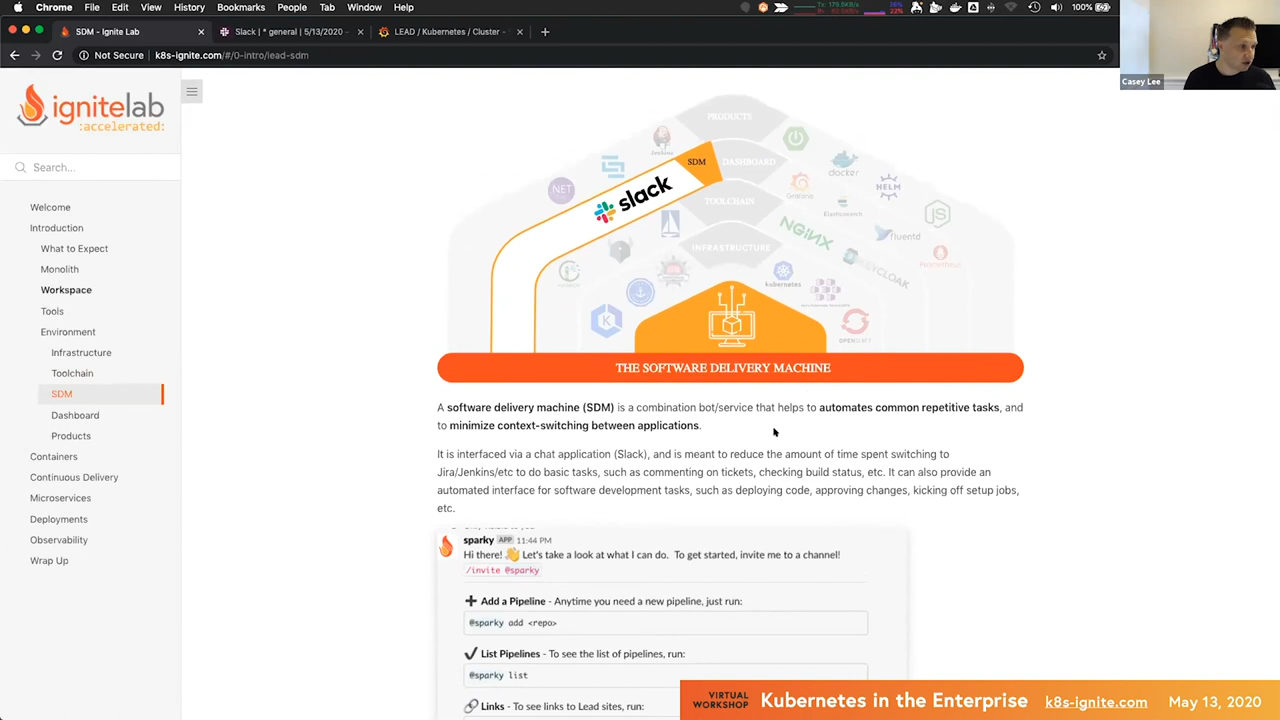 Chrome File Edit View History Bookmarks People Tab Window Help
100%
SDM - Ignite Lab
Slack | * general | 5/13/2020
LEAD / Kubernetes / Cluster -
Not Secure
k8s-ignite.com/#/0-intro/lead-sdm
Casey Lee
ignitelab
:accelerated:
Search...
Welcome
Introduction
What to Expect
Monolith
Workspace
Tools
Environment
Infrastructure
Toolchain
SDM
Dashboard
Products
Containers
Continuous Delivery
Microservices
Deployments
Observability
Wrap Up
PRODUCTS
SDM
DASHBOARD
TOOLCHAIN
INFRASTRUCTURE
slack
NET
docker
HELM
Grafana
Elasticsearch
NGINX
fluentd
KEYCLOAK
Prometheus
kubernetes
THE SOFTWARE DELIVERY MACHINE
A software delivery machine (SDM) is a combination bot/service that helps to automates common repetitive tasks, and
to minimize context-switching between applications.
It is interfaced via a chat application (Slack), and is meant to reduce the amount of time spent switching to
Jira/Jenkins/etc to do basic tasks, such as commenting on tickets, checking build status, etc. It can also provide an
automated interface for software development tasks, such as deploying code, approving changes, kicking off setup jobs,
etc.
sparky APP 11:44 PM
Hi there! 👋 Let's take a look at what I can do. To get started, invite me to a channel!
/invite @sparky
Add a Pipeline - Anytime you need a new pipeline, just run:
@sparky add <repo>
List Pipelines - To see the list of pipelines, run:
@sparky list
Links - To see links to Lead sites, run:
VIRTUAL
WORKSHOP
Kubernetes in the Enterprise
k8s-ignite.com
May 13, 2020